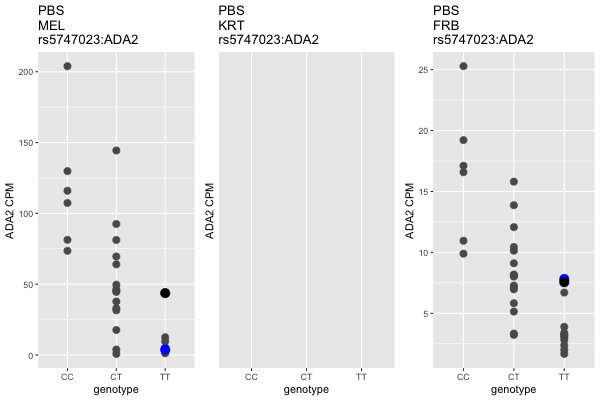 PBS
MEL
rs5747023:ADA2
ADA2 CPM
200
150
100
50
0
CC CT TT
genotype
PBS
KRT
rs5747023:ADA2
ADA2 CPM
CC CT TT
genotype
PBS
FRB
rs5747023:ADA2
ADA2 CPM
25
20
15
10
5
CC CT TT
genotype